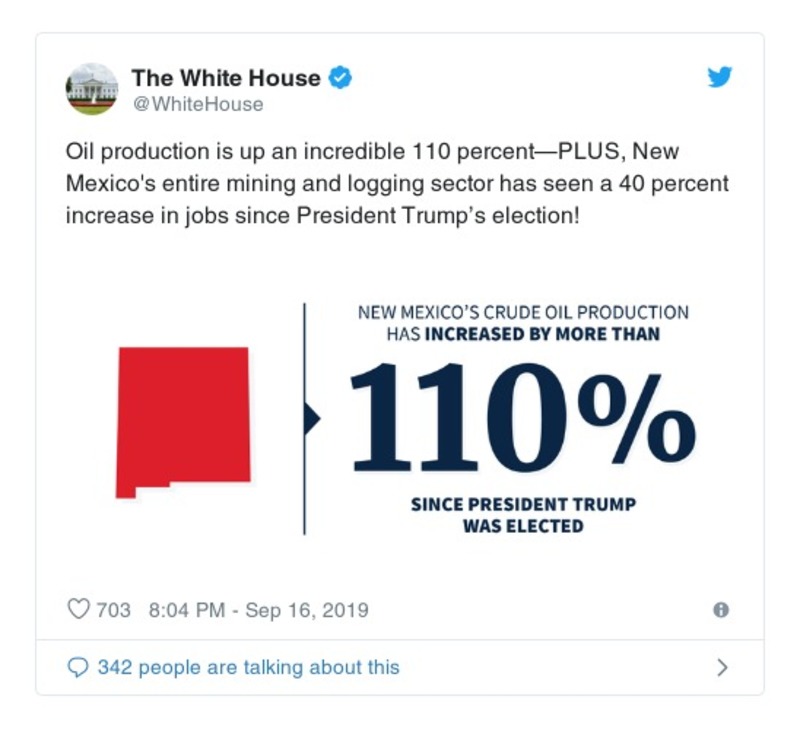 The White House
@WhiteHouse
Oil production is up an incredible 110 percent—PLUS, New
Mexico's entire mining and logging sector has seen a 40 percent
increase in jobs since President Trump’s election!
NEW MEXICO’S CRUDE OIL PRODUCTION
HAS INCREASED BY MORE THAN
110%
SINCE PRESIDENT TRUMP
WAS ELECTED
703 8:04 PM - Sep 16, 2019
342 people are talking about this